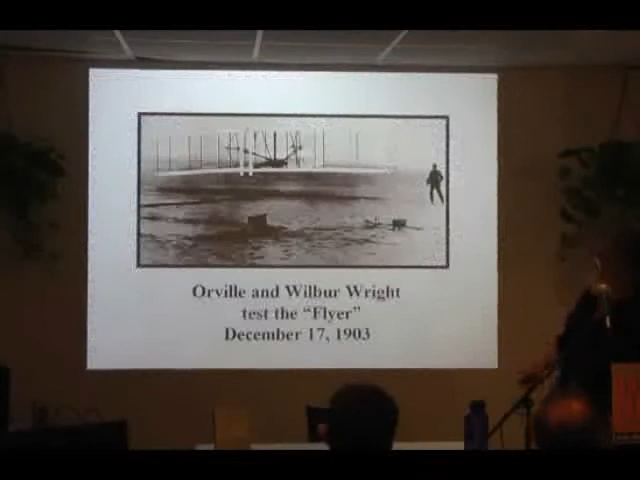 Orville and Wilbur Wright
test the “Flyer”
December 17, 1903